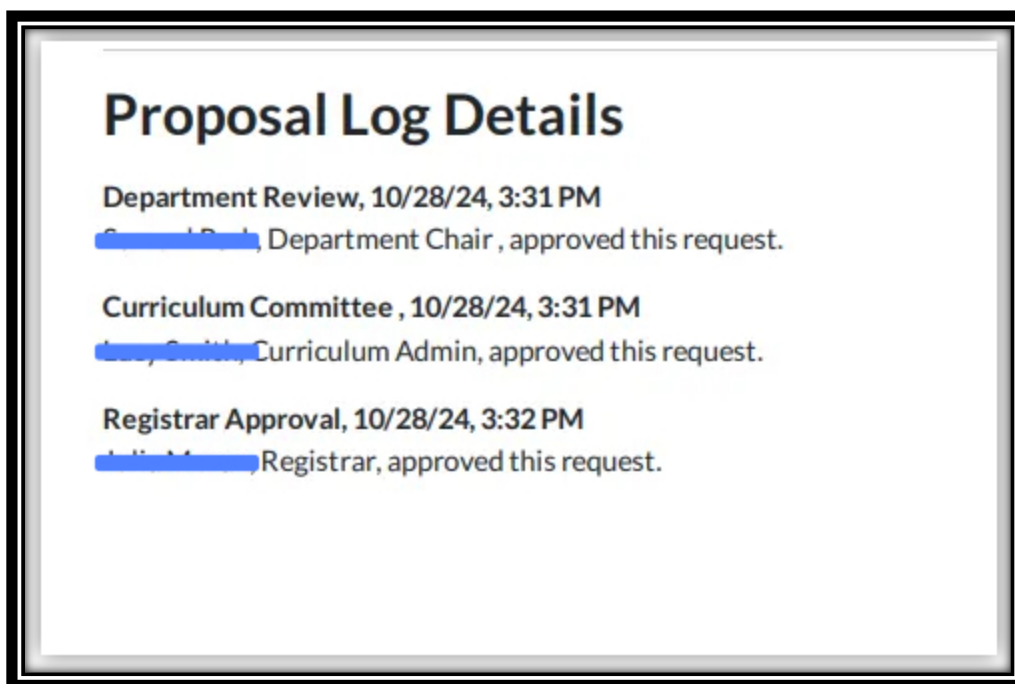 Proposal Log Details
Department Review, 10/28/24, 3:31 PM
, Department Chair , approved this request.
Curriculum Committee , 10/28/24, 3:31 PM
Curriculum Admin, approved this request.
Registrar Approval, 10/28/24, 3:32 PM
Registrar, approved this request.